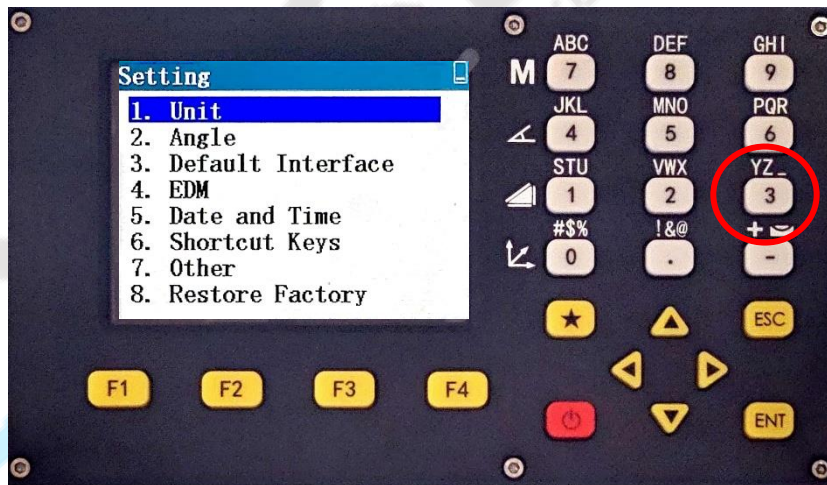 Setting
1. Unit
2. Angle
3. Default Interface
4. EDM
5. Date and Time
6. Shortcut Keys
7. Other
8. Restore Factory
ABC DEF GHI
M 7 8 9
JKL MNO PQR
4 5 6
STU VWX YZ_
1 2 3
#$% !&@ +
0 . -
★ ESC
F1 F2 F3 F4
ENT